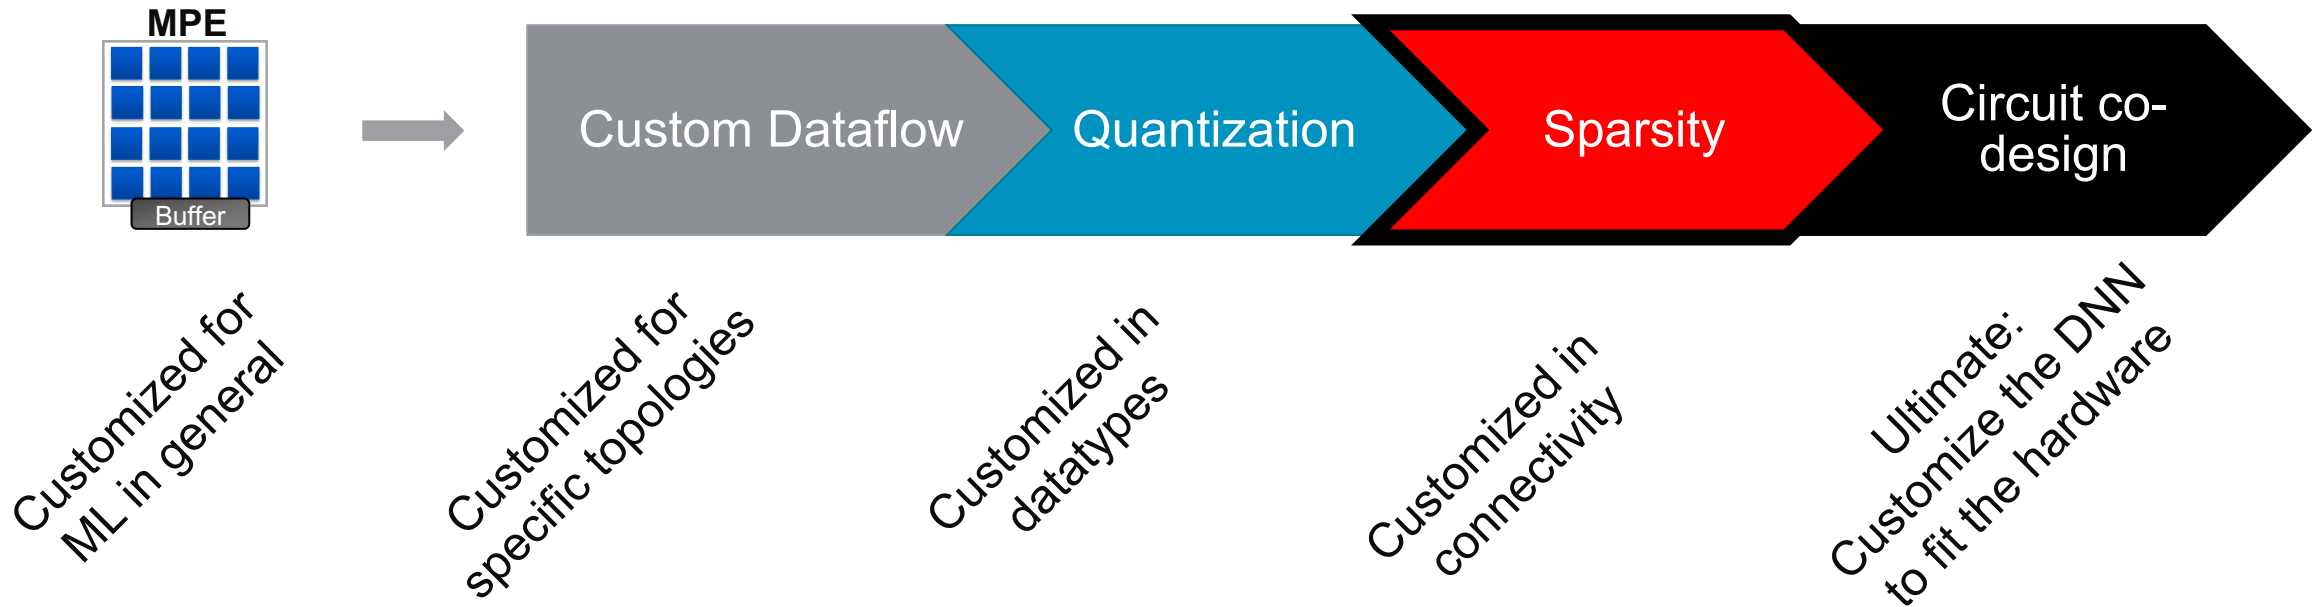 MPE
Buffer
Custom Dataflow
Quantization
Sparsity
Circuit co-
design
Customized for
ML in general
Customized for
specific topologies
Customized in
datatypes
Customized in
connectivity
Ultimate:
Customize the DNN
to fit the hardware